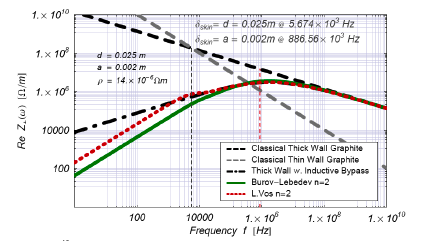 1.×10¹⁰
δskin= d = 0.025m @ 5.674×10³ Hz
δskin= a = 0.002m @ 886.56×10³ Hz
1.×10⁸
d = 0.025 m
a = 0.002 m
ρ = 14×10⁻⁶Ωm
1.×10⁶
10000
100
Re Z⊥(ω) [Ω/m]
Classical Thick Wall Graphite
Classical Thin Wall Graphite
Thick Wall w. Inductive Bypass
Burov-Lebedev n=2
L.Vos n=2
100 10000 1.×10⁶ 1.×10⁸ 1.×10¹⁰
Frequency f [Hz]